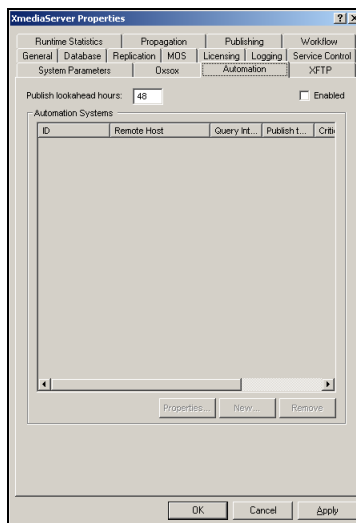 XmediaServer Properties
Runtime Statistics Propagation Publishing Workflow
General Database Replication MOS Licensing Logging Service Control
System Parameters Oxsox Automation XFTP
Publish lookahead hours: 48 Enabled
Automation Systems
ID Remote Host Query Int... Publish t... Critic
Properties... New... Remove
OK Cancel Apply